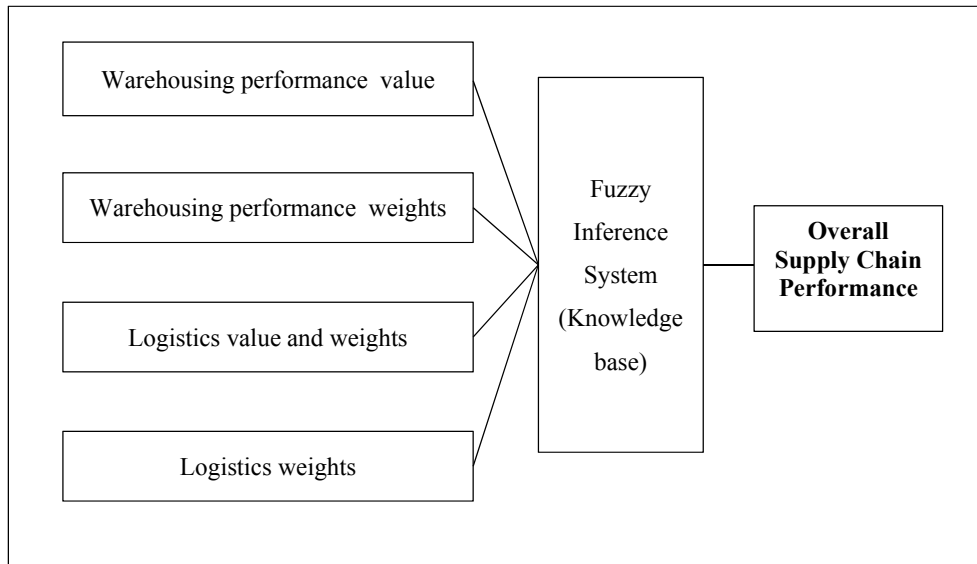 Warehousing performance value
Warehousing performance weights
Logistics value and weights
Logistics weights
Fuzzy
Inference
System
(Knowledge
base)
Overall
Supply Chain
Performance